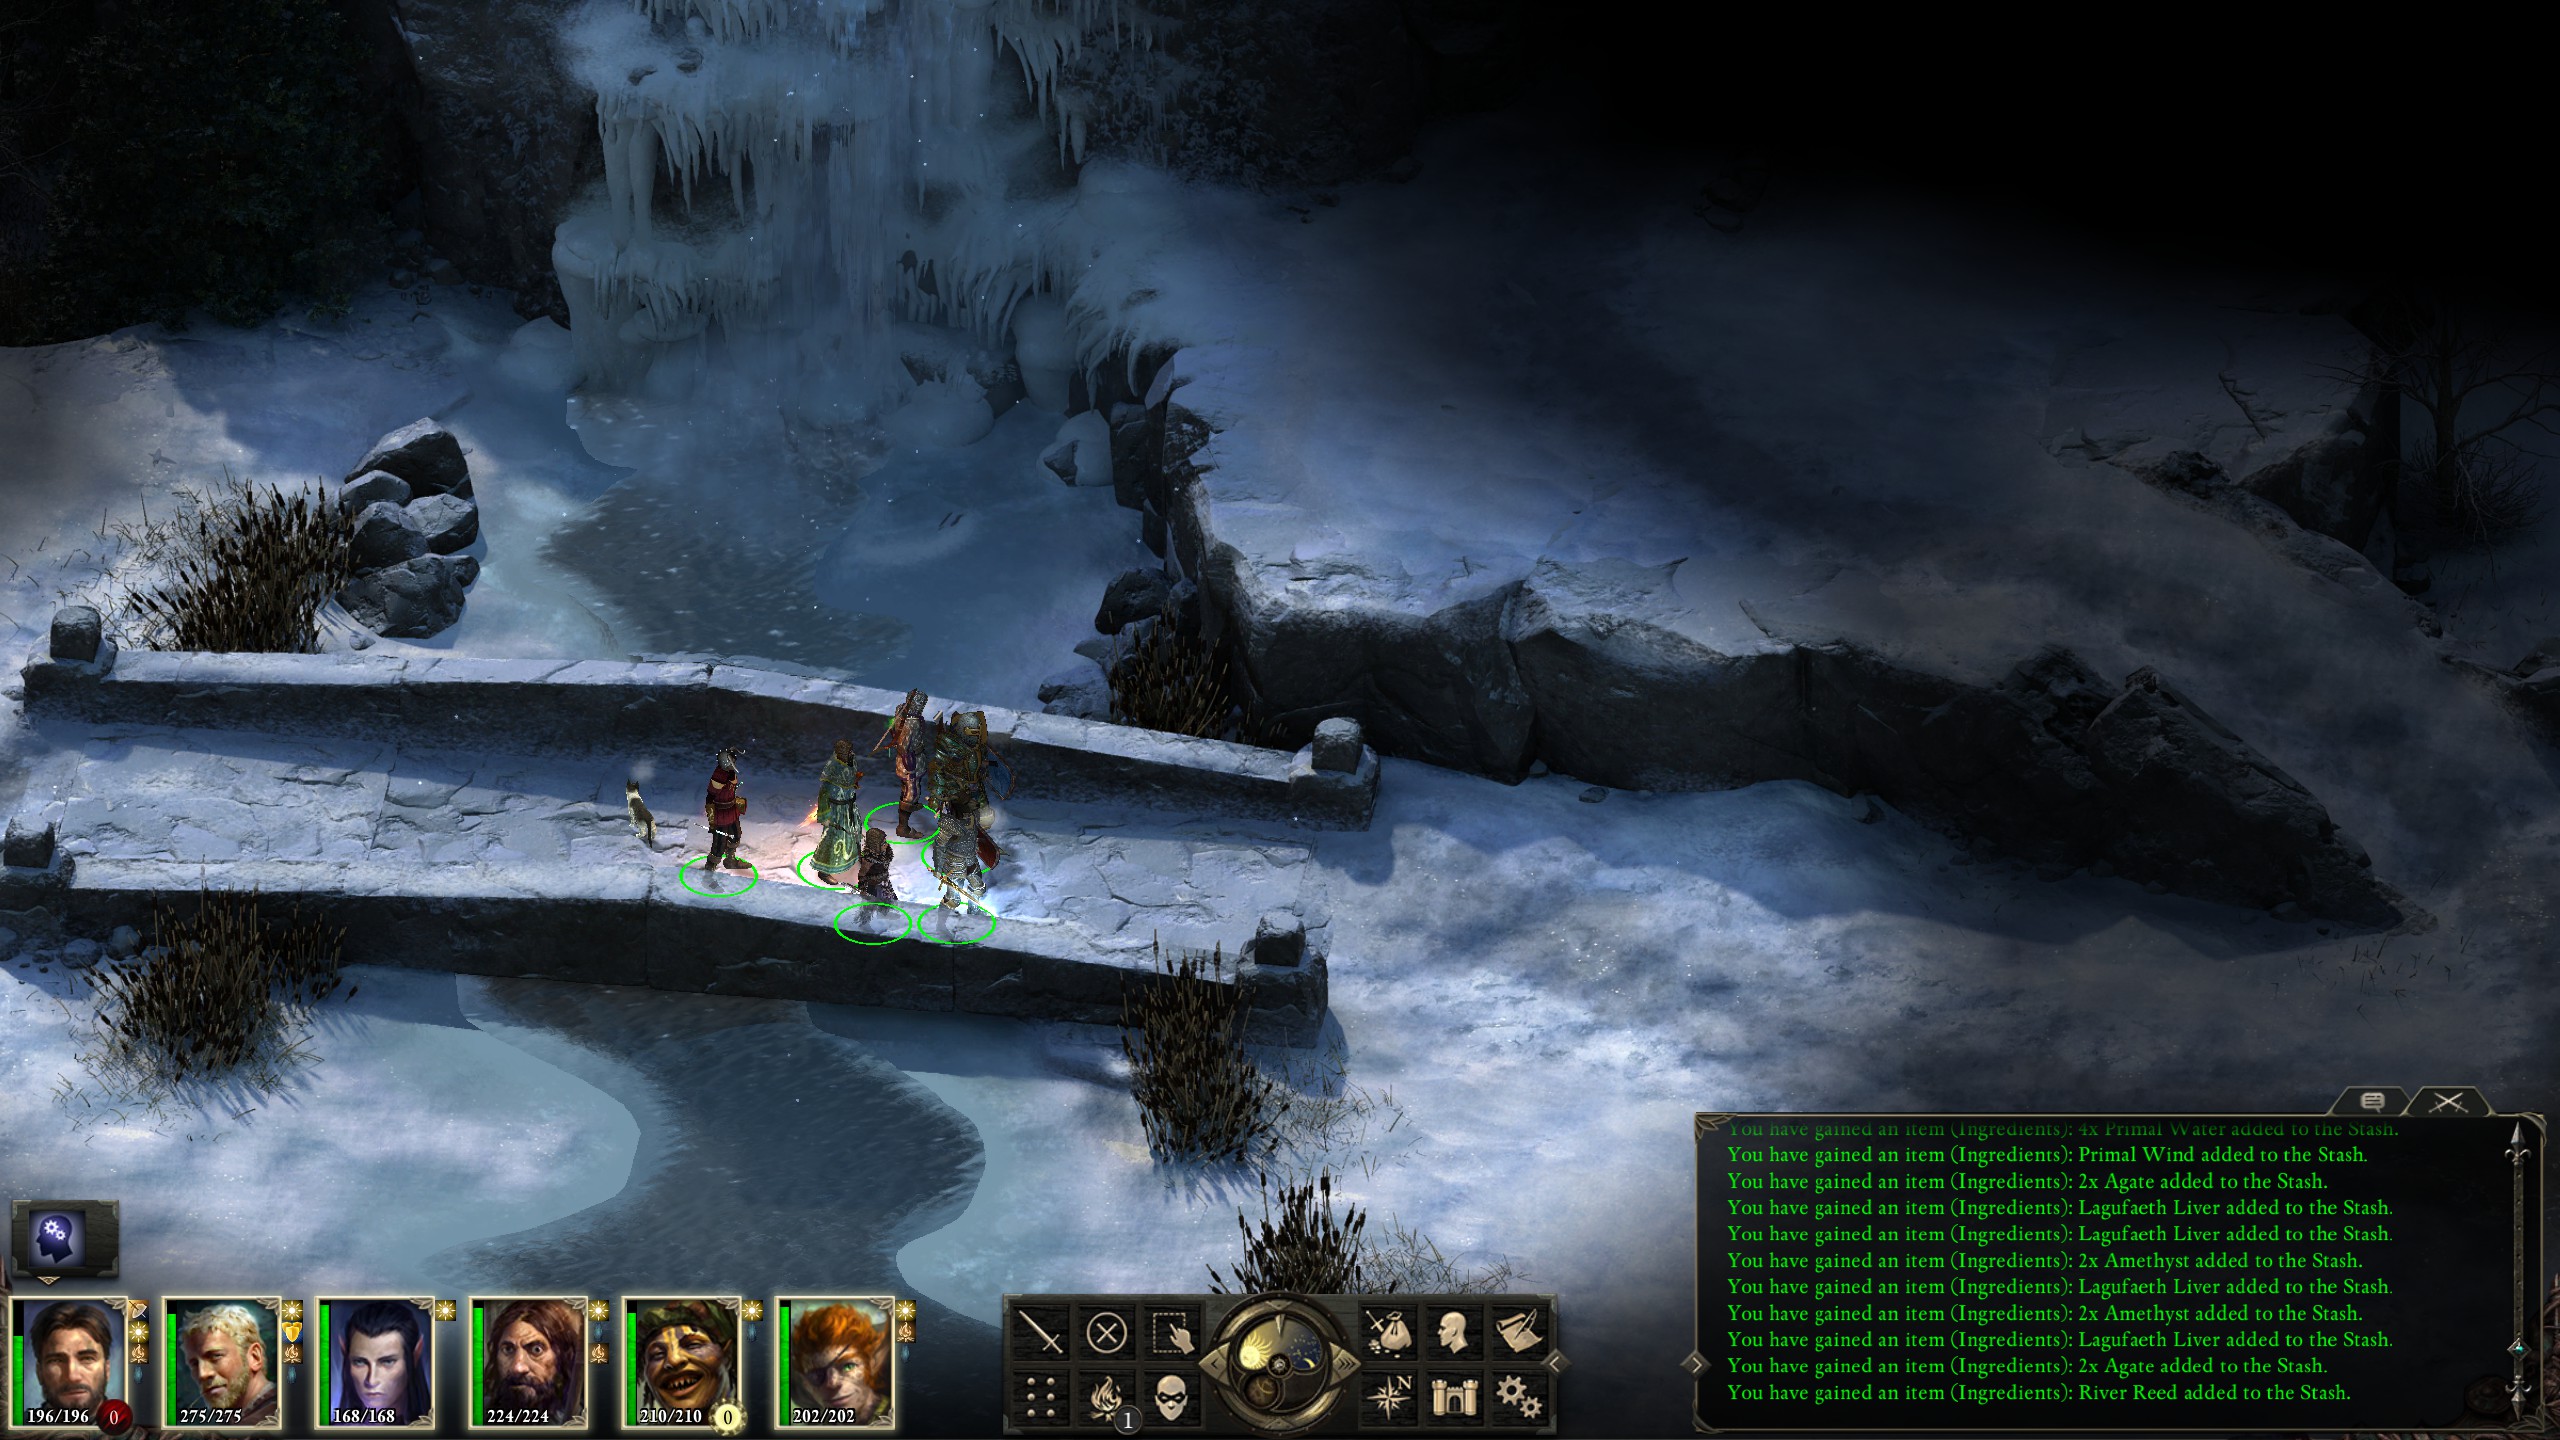 You have gained an item (Ingredients): 4x Primal Water added to the Stash.
You have gained an item (Ingredients): Primal Wind added to the Stash.
You have gained an item (Ingredients): 2x Agate added to the Stash.
You have gained an item (Ingredients): Lagufaeth Liver added to the Stash.
You have gained an item (Ingredients): Lagufaeth Liver added to the Stash.
You have gained an item (Ingredients): 2x Amethyst added to the Stash.
You have gained an item (Ingredients): Lagufaeth Liver added to the Stash.
You have gained an item (Ingredients): 2x Amethyst added to the Stash.
You have gained an item (Ingredients): Lagufaeth Liver added to the Stash.
You have gained an item (Ingredients): 2x Agate added to the Stash.
You have gained an item (Ingredients): River Reed added to the Stash.
196/196 0 275/275 168/168 224/224 210/210 0 202/202
1
N